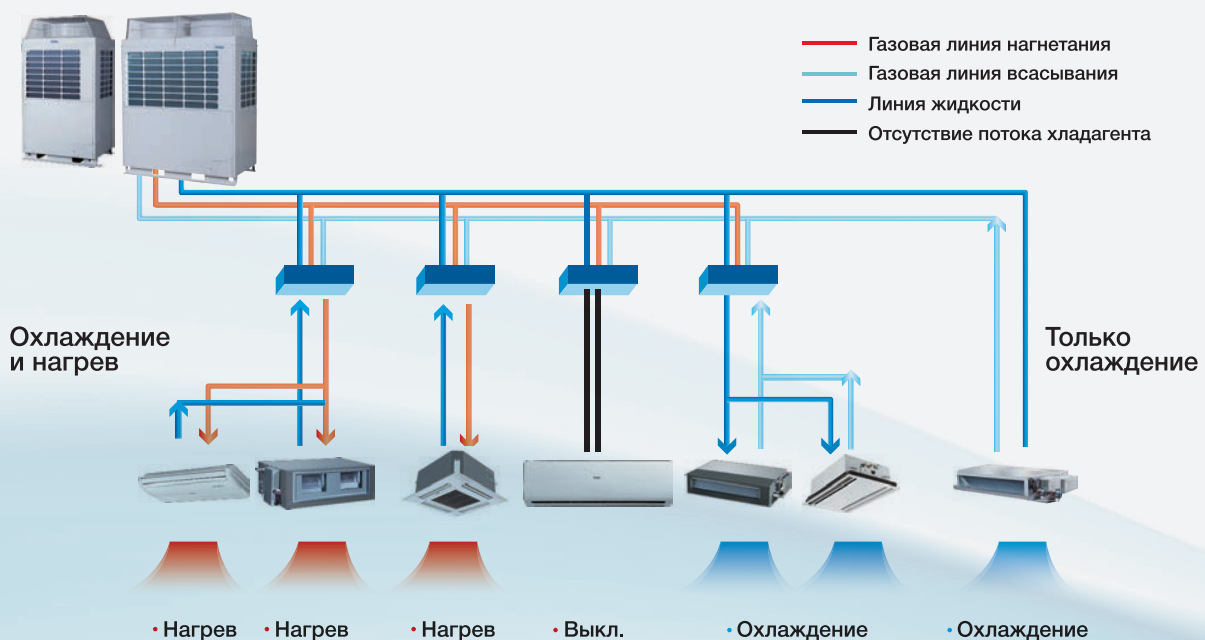 Газовая линия нагнетания
Газовая линия всасывания
Линия жидкости
Отсутствие потока хладагента
Охлаждение
и нагрев
Только
охлаждение
• Нагрев • Нагрев • Нагрев • Выкл. • Охлаждение • Охлаждение